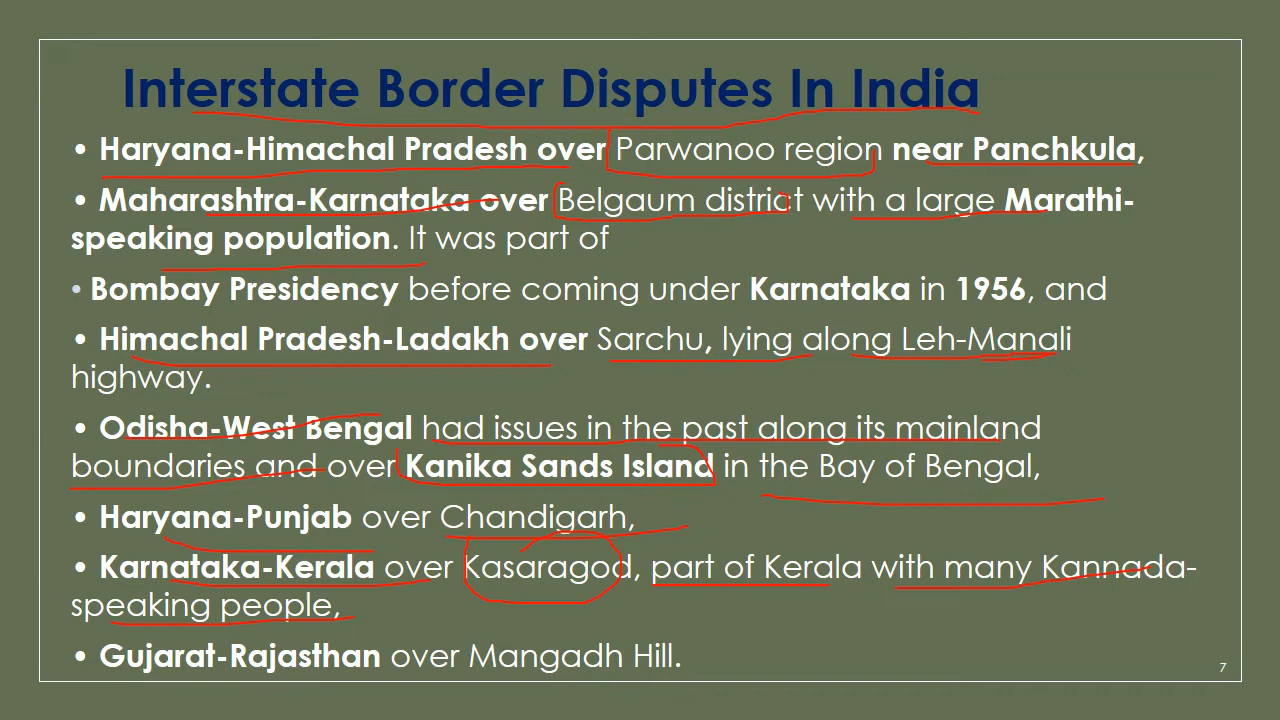 Interstate Border Disputes In India
• Haryana-Himachal Pradesh over Parwanoo region near Panchkula,
• Maharashtra-Karnataka over Belgaum district with a large Marathi-
speaking population. It was part of
• Bombay Presidency before coming under Karnataka in 1956, and
• Himachal Pradesh-Ladakh over Sarchu, lying along Leh-Manali
highway.
• Odisha-West Bengal had issues in the past along its mainland
boundaries and over Kanika Sands Island in the Bay of Bengal,
• Haryana-Punjab over Chandigarh,
• Karnataka-Kerala over Kasaragod, part of Kerala with many Kannada-
speaking people,
• Gujarat-Rajasthan over Mangadh Hill.
7